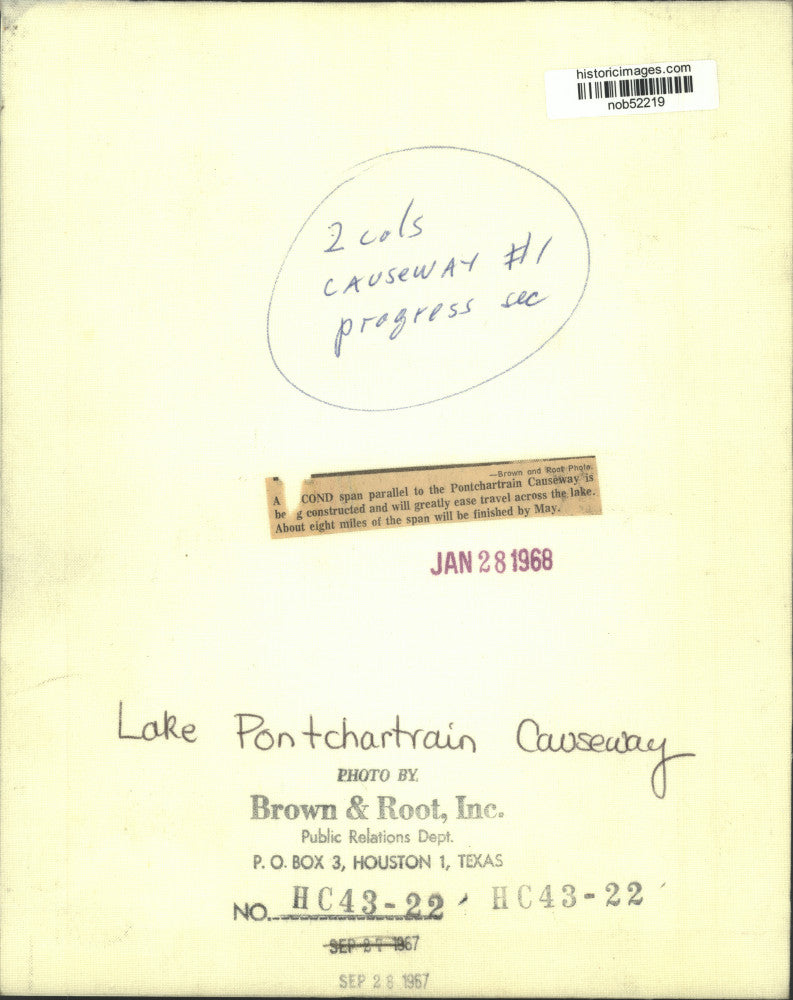 historicimages.com
nob52219
2 cols
CAUSEWAY #1
progress sec
—Brown and Root Photo.
A COND span parallel to the Pontchartrain Causeway is
be g constructed and will greatly ease travel across the lake.
About eight miles of the span will be finished by May.
JAN 28 1968
Lake Pontchartrain Causeway
PHOTO BY
Brown & Root, Inc.
Public Relations Dept.
P. O. BOX 3, HOUSTON 1, TEXAS
NO. HC43-22 HC43-22
SEP 27 1967
SEP 28 1967